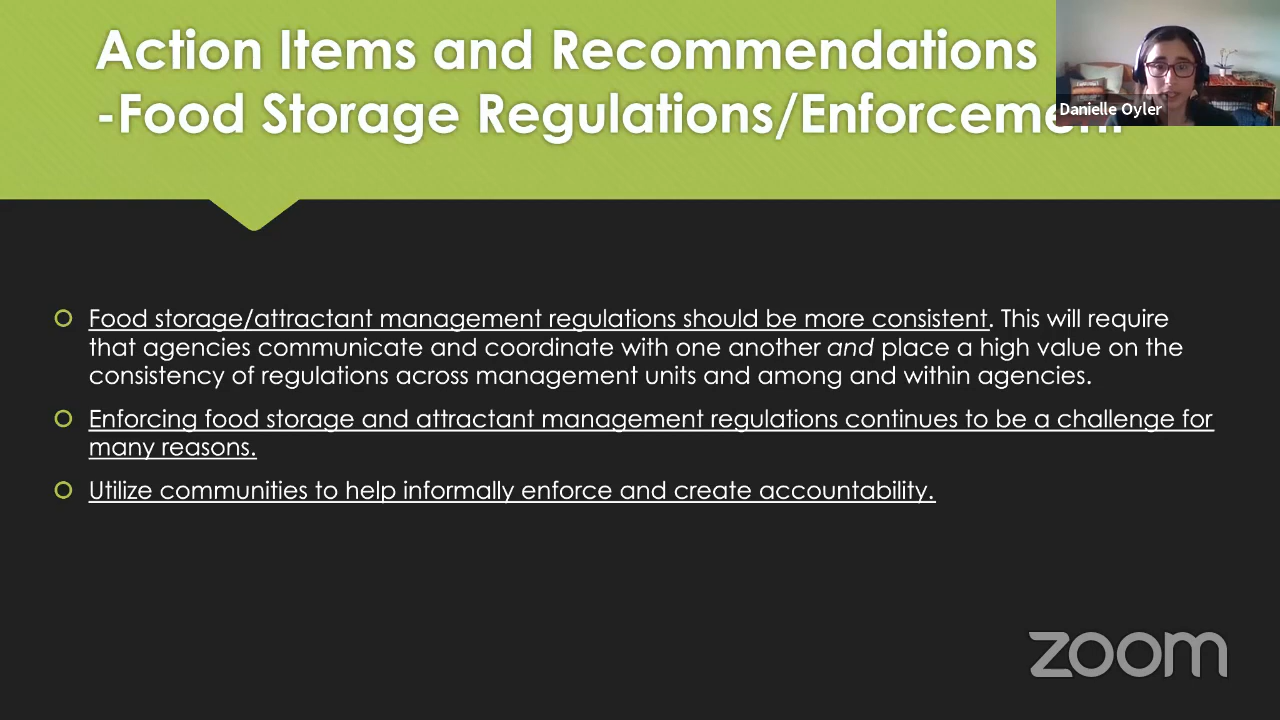 Action Items and Recommendations
-Food Storage Regulations/Enforcement
Danielle Oyler
Food storage/attractant management regulations should be more consistent. This will require
that agencies communicate and coordinate with one another and place a high value on the
consistency of regulations across management units and among and within agencies.
Enforcing food storage and attractant management regulations continues to be a challenge for
many reasons.
Utilize communities to help informally enforce and create accountability.
zoom